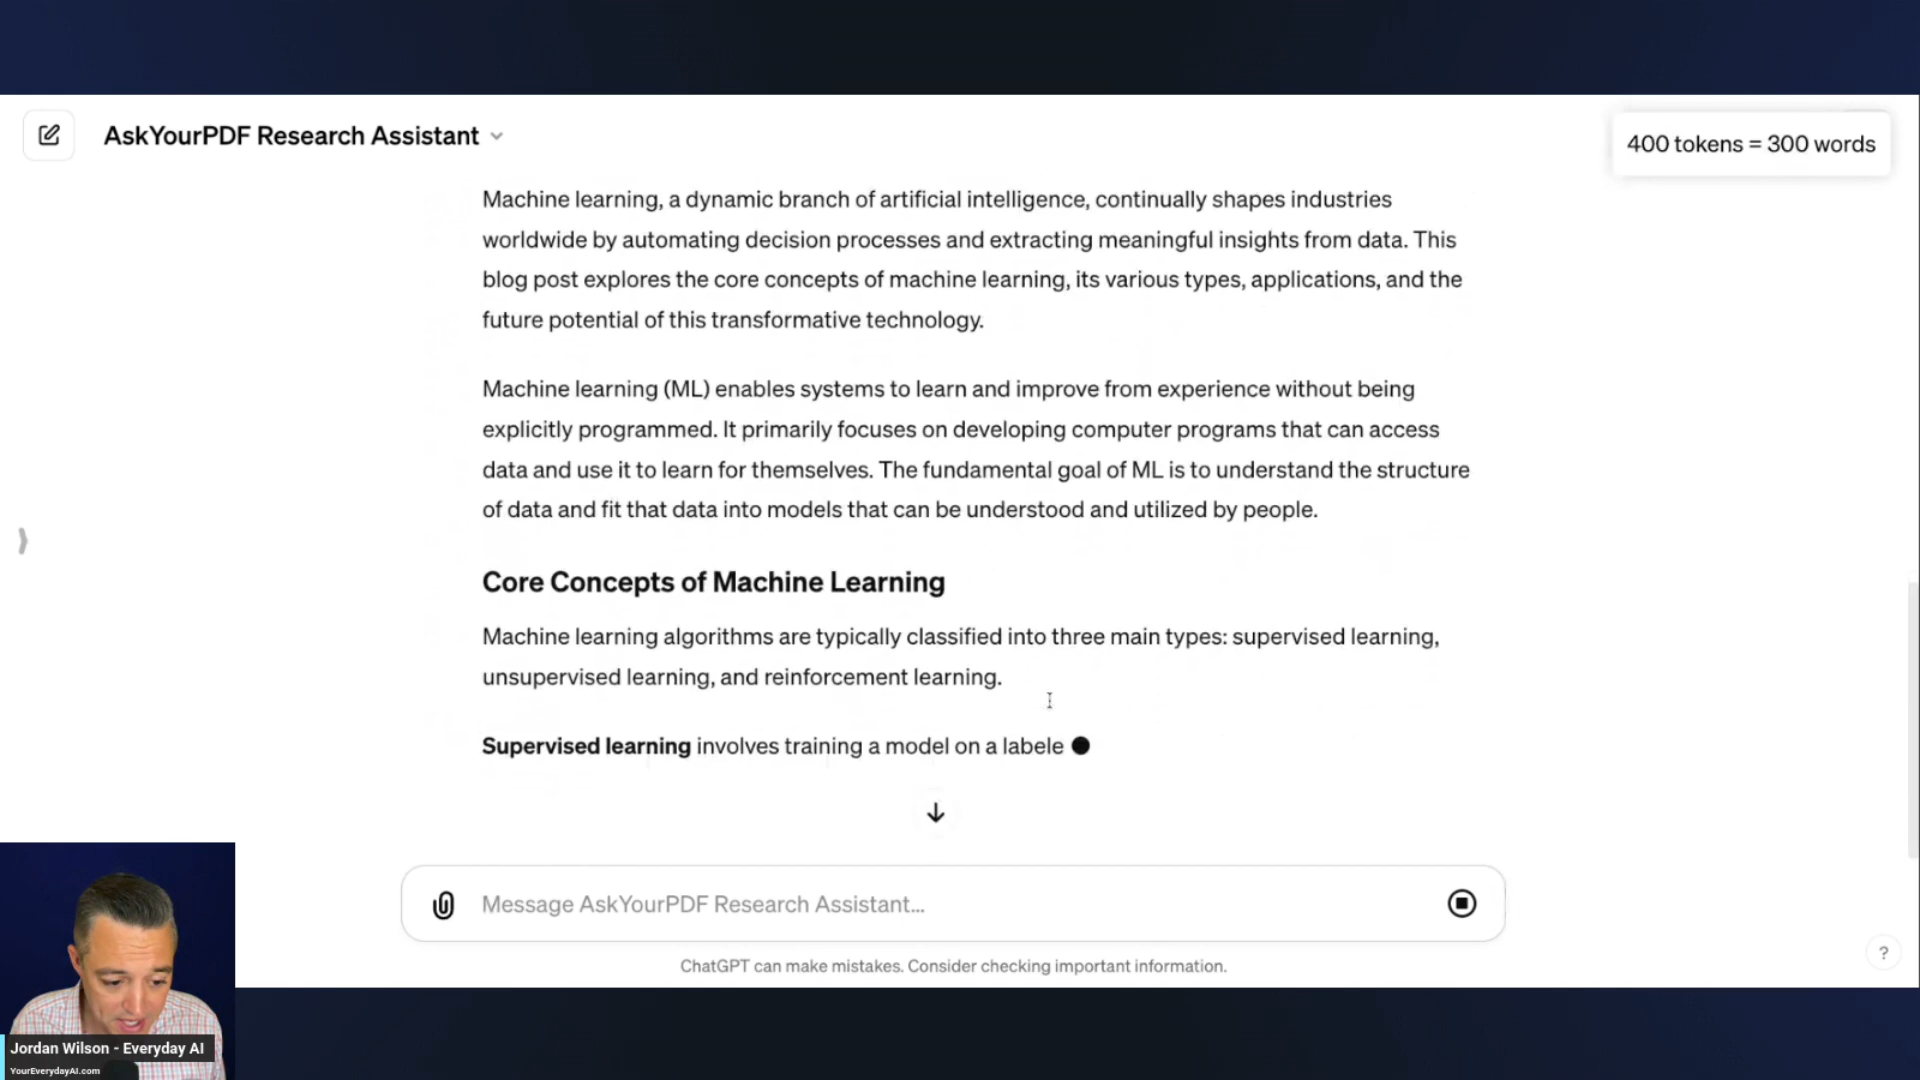 AskYourPDF Research Assistant
400 tokens = 300 words
Machine learning, a dynamic branch of artificial intelligence, continually shapes industries
worldwide by automating decision processes and extracting meaningful insights from data. This
blog post explores the core concepts of machine learning, its various types, applications, and the
future potential of this transformative technology.
Machine learning (ML) enables systems to learn and improve from experience without being
explicitly programmed. It primarily focuses on developing computer programs that can access
data and use it to learn for themselves. The fundamental goal of ML is to understand the structure
of data and fit that data into models that can be understood and utilized by people.
Core Concepts of Machine Learning
Machine learning algorithms are typically classified into three main types: supervised learning,
unsupervised learning, and reinforcement learning.
Supervised learning involves training a model on a labele
Message AskYourPDF Research Assistant...
ChatGPT can make mistakes. Consider checking important information.
?
Jordan Wilson - Everyday AI
YourEverydayAI.com